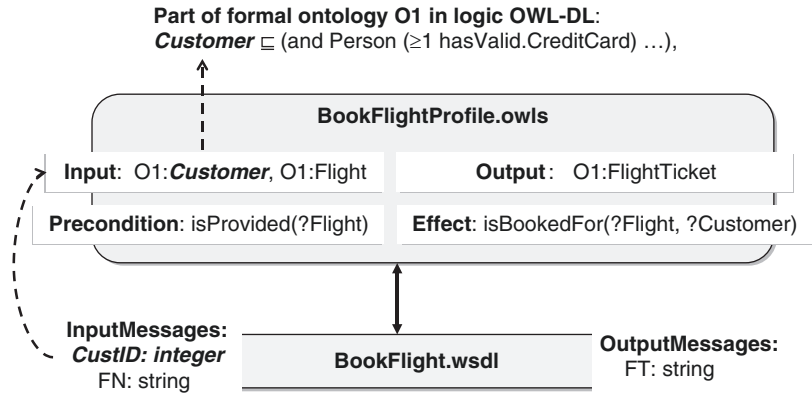 Part of formal ontology O1 in logic OWL-DL:
Customer ⊑ (and Person (≥1 hasValid.CreditCard) …),
BookFlightProfile.owls
Input: O1:Customer, O1:Flight
Output: O1:FlightTicket
Precondition: isProvided(?Flight)
Effect: isBookedFor(?Flight, ?Customer)
InputMessages:
CustID: integer
FN: string
BookFlight.wsdl
OutputMessages:
FT: string